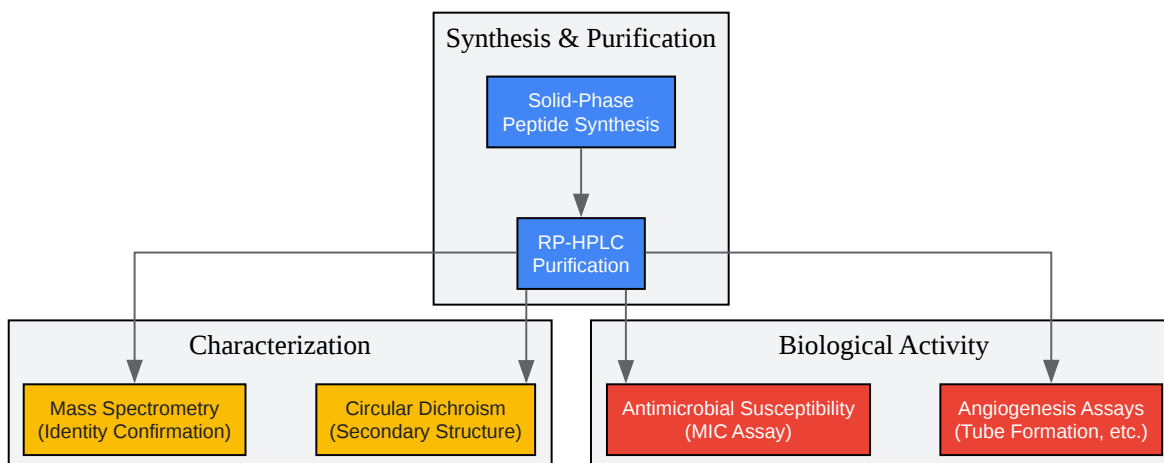 Synthesis & Purification
Solid-Phase
Peptide Synthesis
RP-HPLC
Purification
Characterization
Mass Spectrometry
(Identity Confirmation)
Circular Dichroism
(Secondary Structure)
Biological Activity
Antimicrobial Susceptibility
(MIC Assay)
Angiogenesis Assays
(Tube Formation, etc.)